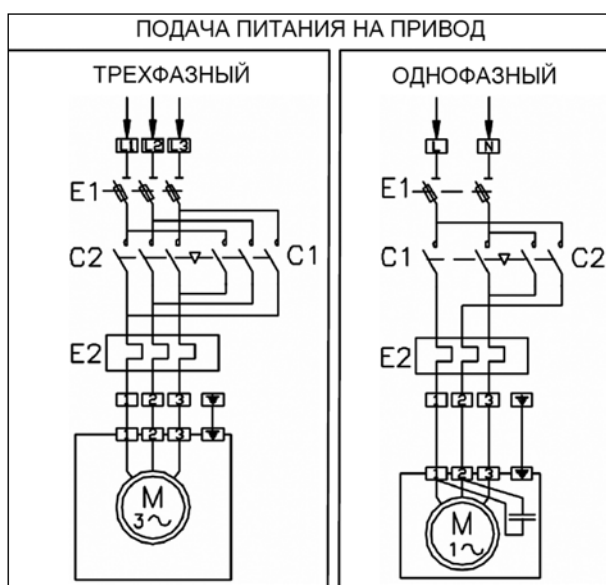 ПОДАЧА ПИТАНИЯ НА ПРИВОД
ТРЕХФАЗНЫЙ
L1 L2 L3
E1
C2 C1
E2
1 2 3
1 2 3
M
3~
ОДНОФАЗНЫЙ
L N
E1
C1 C2
E2
1 2 3
1 2 3
M
1~